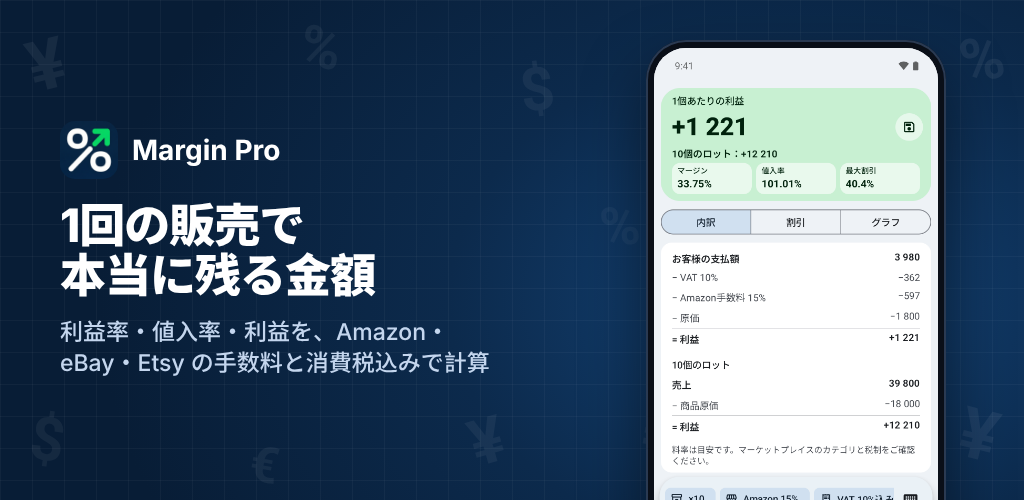 Margin Pro
1回の販売で
本当に残る金額
利益率・値入率・利益を、Amazon・
eBay・Etsy の手数料と消費税込みで計算
9:41
1個あたりの利益
+1 221
10個のロット：+12 210
マージン 値入率 最大割引
33.75% 101.01% 40.4%
内訳 割引 グラフ
お客様の支払額 3 980
− VAT 10% −362
− Amazon手数料 15% −597
− 原価 −1 800
= 利益 +1 221
10個のロット
売上 39 800
− 商品原価 −18 000
= 利益 +12 210
料率は目安です。マーケットプレイスのカテゴリと税制をご確認
ください。
×10 Amazon 15% VAT 10%込み